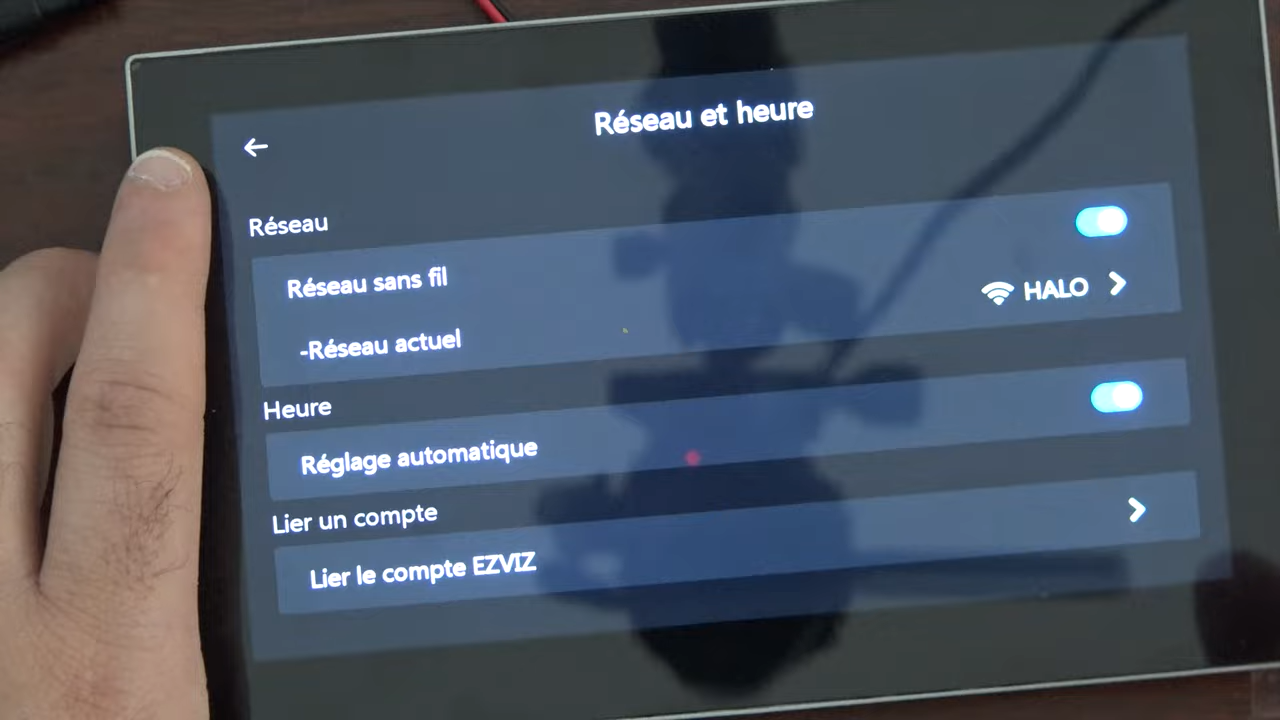 Réseau et heure
Réseau
Réseau sans fil
-Réseau actuel
HALO
Heure
Réglage automatique
Lier un compte
Lier le compte EZVIZ